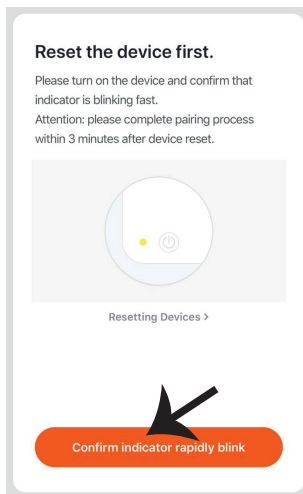 Reset the device first.
Please turn on the device and confirm that
indicator is blinking fast.
Attention: please complete pairing process
within 3 minutes after device reset.
Resetting Devices >
Confirm indicator rapidly blink